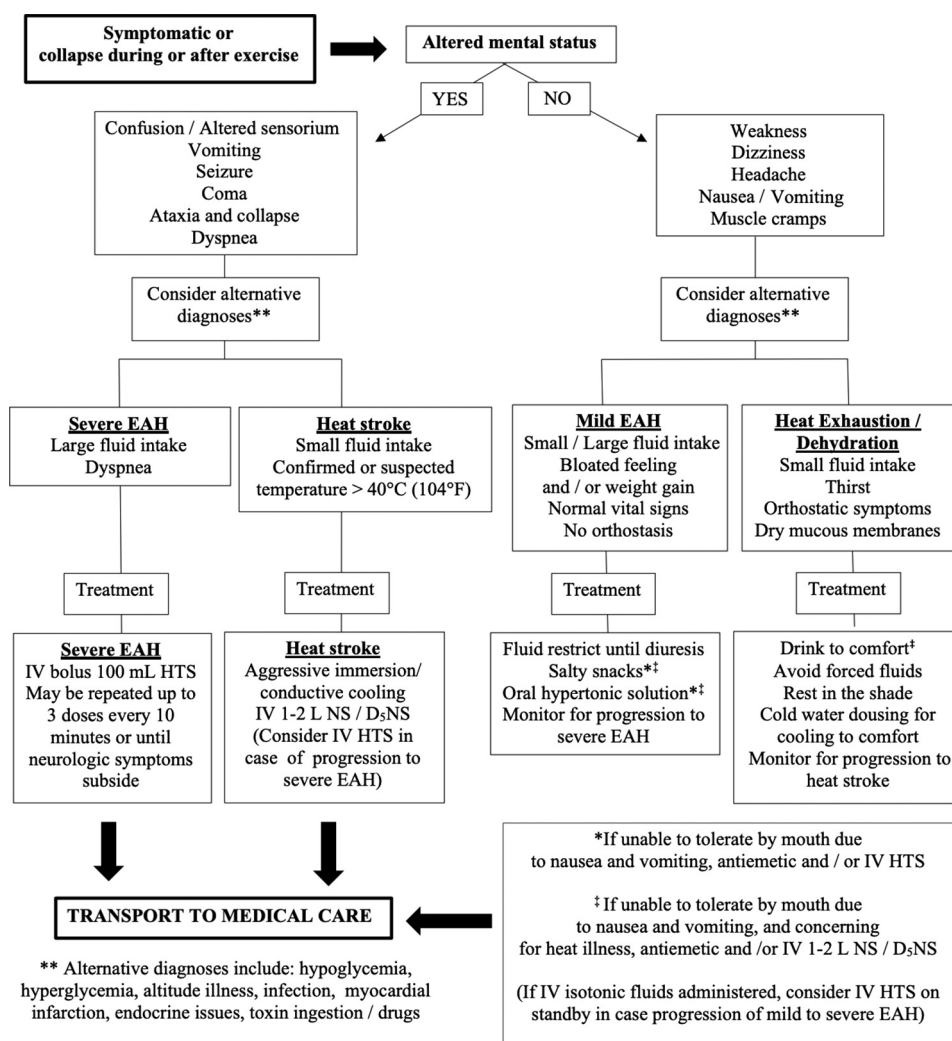 Symptomatic or
collapse during or after exercise
Altered mental status
YES
NO
Confusion / Altered sensorium
Vomiting
Seizure
Coma
Ataxia and collapse
Dyspnea
Weakness
Dizziness
Headache
Nausea / Vomiting
Muscle cramps
Consider alternative
diagnoses**
Consider alternative
diagnoses**
Severe EAH
Large fluid intake
Dyspnea
Heat stroke
Small fluid intake
Confirmed or suspected
temperature > 40°C (104°F)
Mild EAH
Small / Large fluid intake
Bloated feeling
and / or weight gain
Normal vital signs
No orthostasis
Heat Exhaustion /
Dehydration
Small fluid intake
Thirst
Orthostatic symptoms
Dry mucous membranes
Treatment
Treatment
Treatment
Treatment
Severe EAH
IV bolus 100 mL HTS
May be repeated up to
3 doses every 10
minutes or until
neurologic symptoms
subside
Heat stroke
Aggressive immersion/
conductive cooling
IV 1-2 L NS / D₅NS
(Consider IV HTS in
case of progression to
severe EAH)
Fluid restrict until diuresis
Salty snacks*‡
Oral hypertonic solution*‡
Monitor for progression to
severe EAH
Drink to comfort‡
Avoid forced fluids
Rest in the shade
Cold water dousing for
cooling to comfort
Monitor for progression to
heat stroke
TRANSPORT TO MEDICAL CARE
*If unable to tolerate by mouth due
to nausea and vomiting, antiemetic and / or IV HTS
‡ If unable to tolerate by mouth due
to nausea and vomiting, and concerning
for heat illness, antiemetic and /or IV 1-2 L NS / D₅NS
(If IV isotonic fluids administered, consider IV HTS on
standby in case progression of mild to severe EAH)
** Alternative diagnoses include: hypoglycemia,
hyperglycemia, altitude illness, infection, myocardial
infarction, endocrine issues, toxin ingestion / drugs